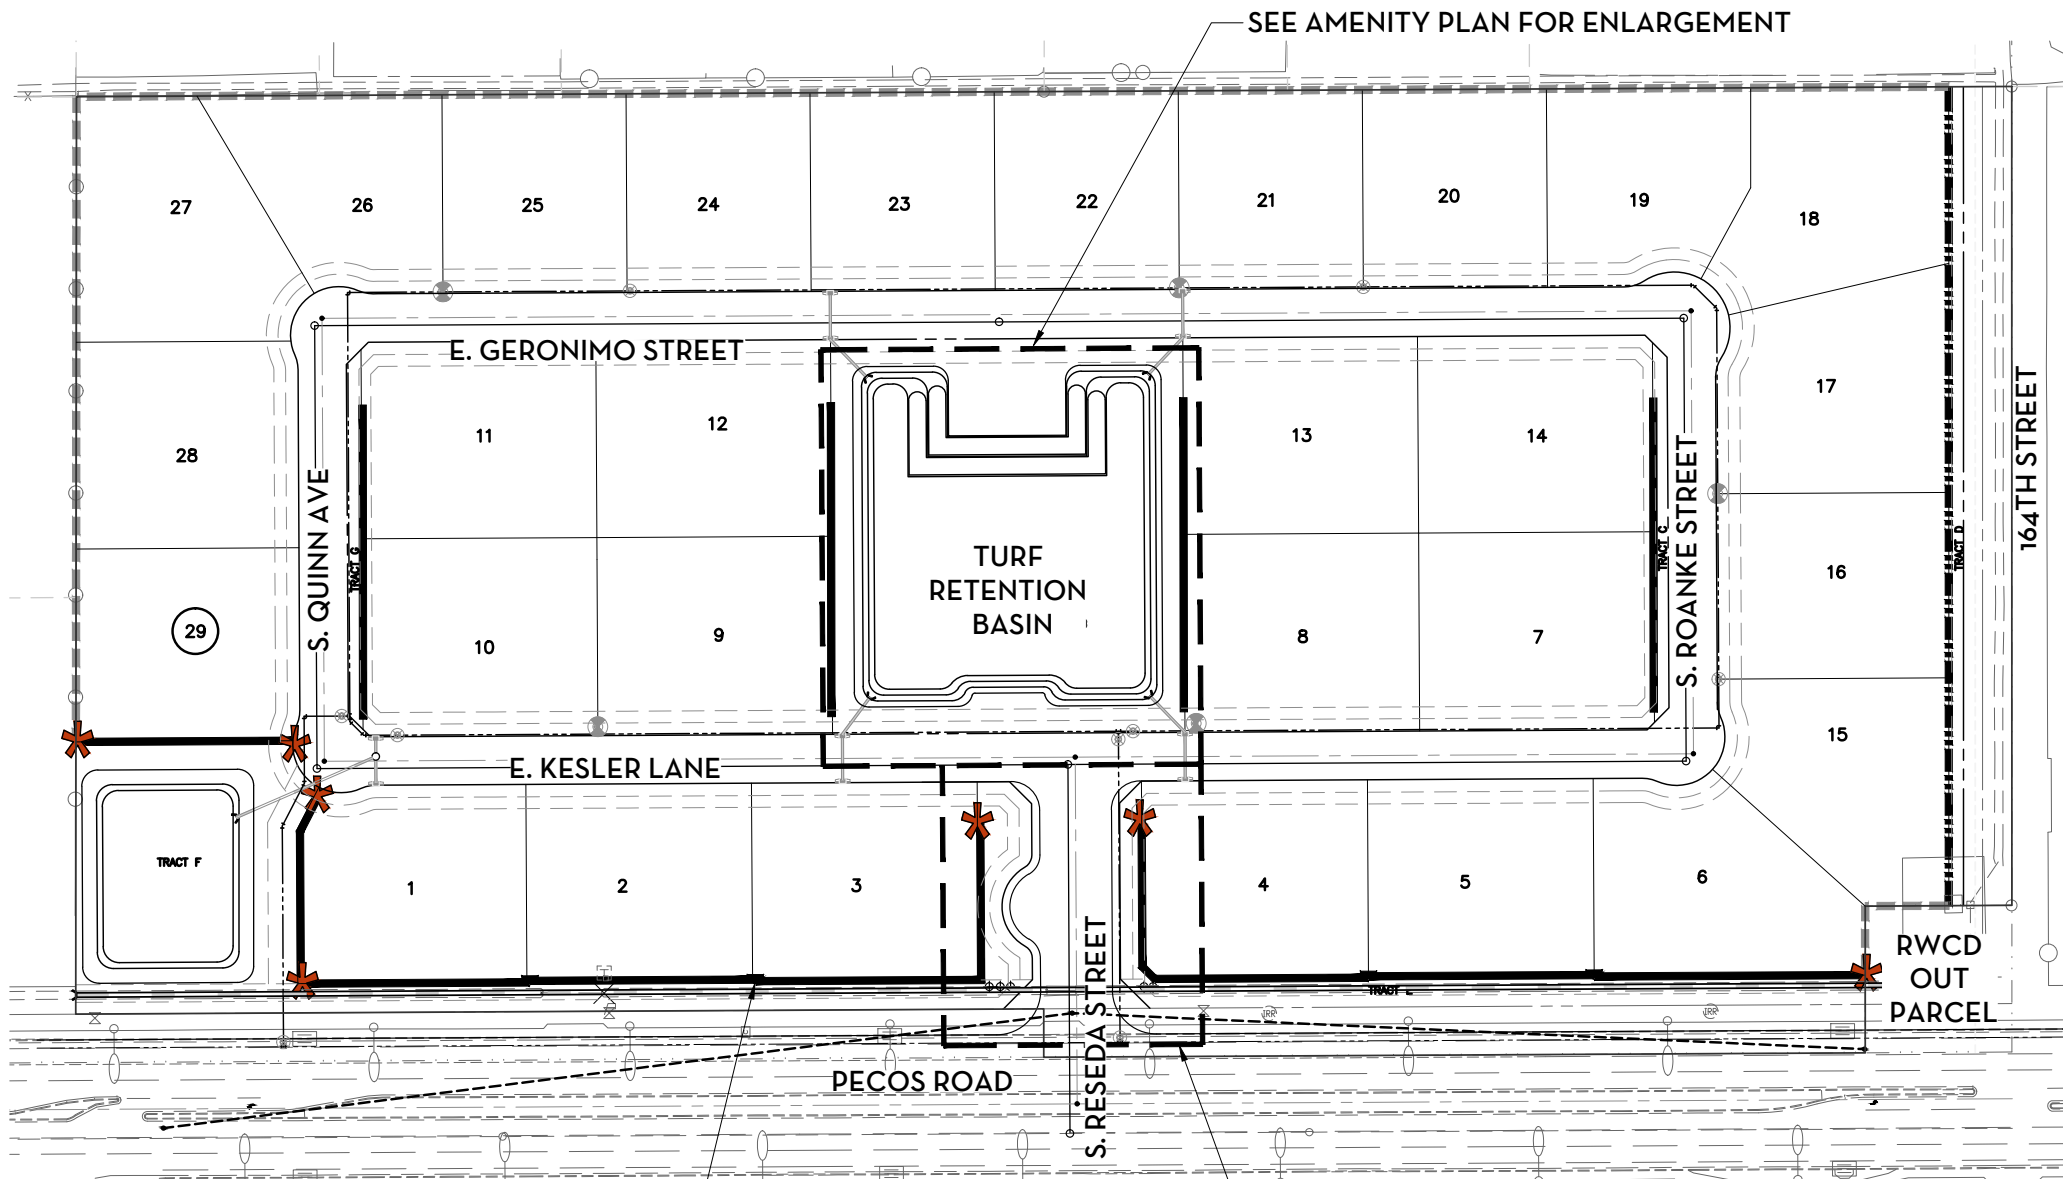 SEE AMENITY PLAN FOR ENLARGEMENT
27
26
25
24
23
22
21
20
19
18
E. GERONIMO STREET
28
11
12
13
14
17
164TH STREET
S. QUINN AVE
TRACT G
TURF
RETENTION
BASIN
TRACT C
S. ROANKE STREET
16
TRACT D
29
10
9
8
7
15
E. KESLER LANE
TRACT F
1
2
3
4
5
6
S. RESEDA STREET
RWCD
OUT
PARCEL
IRR
IRR
PECOS ROAD